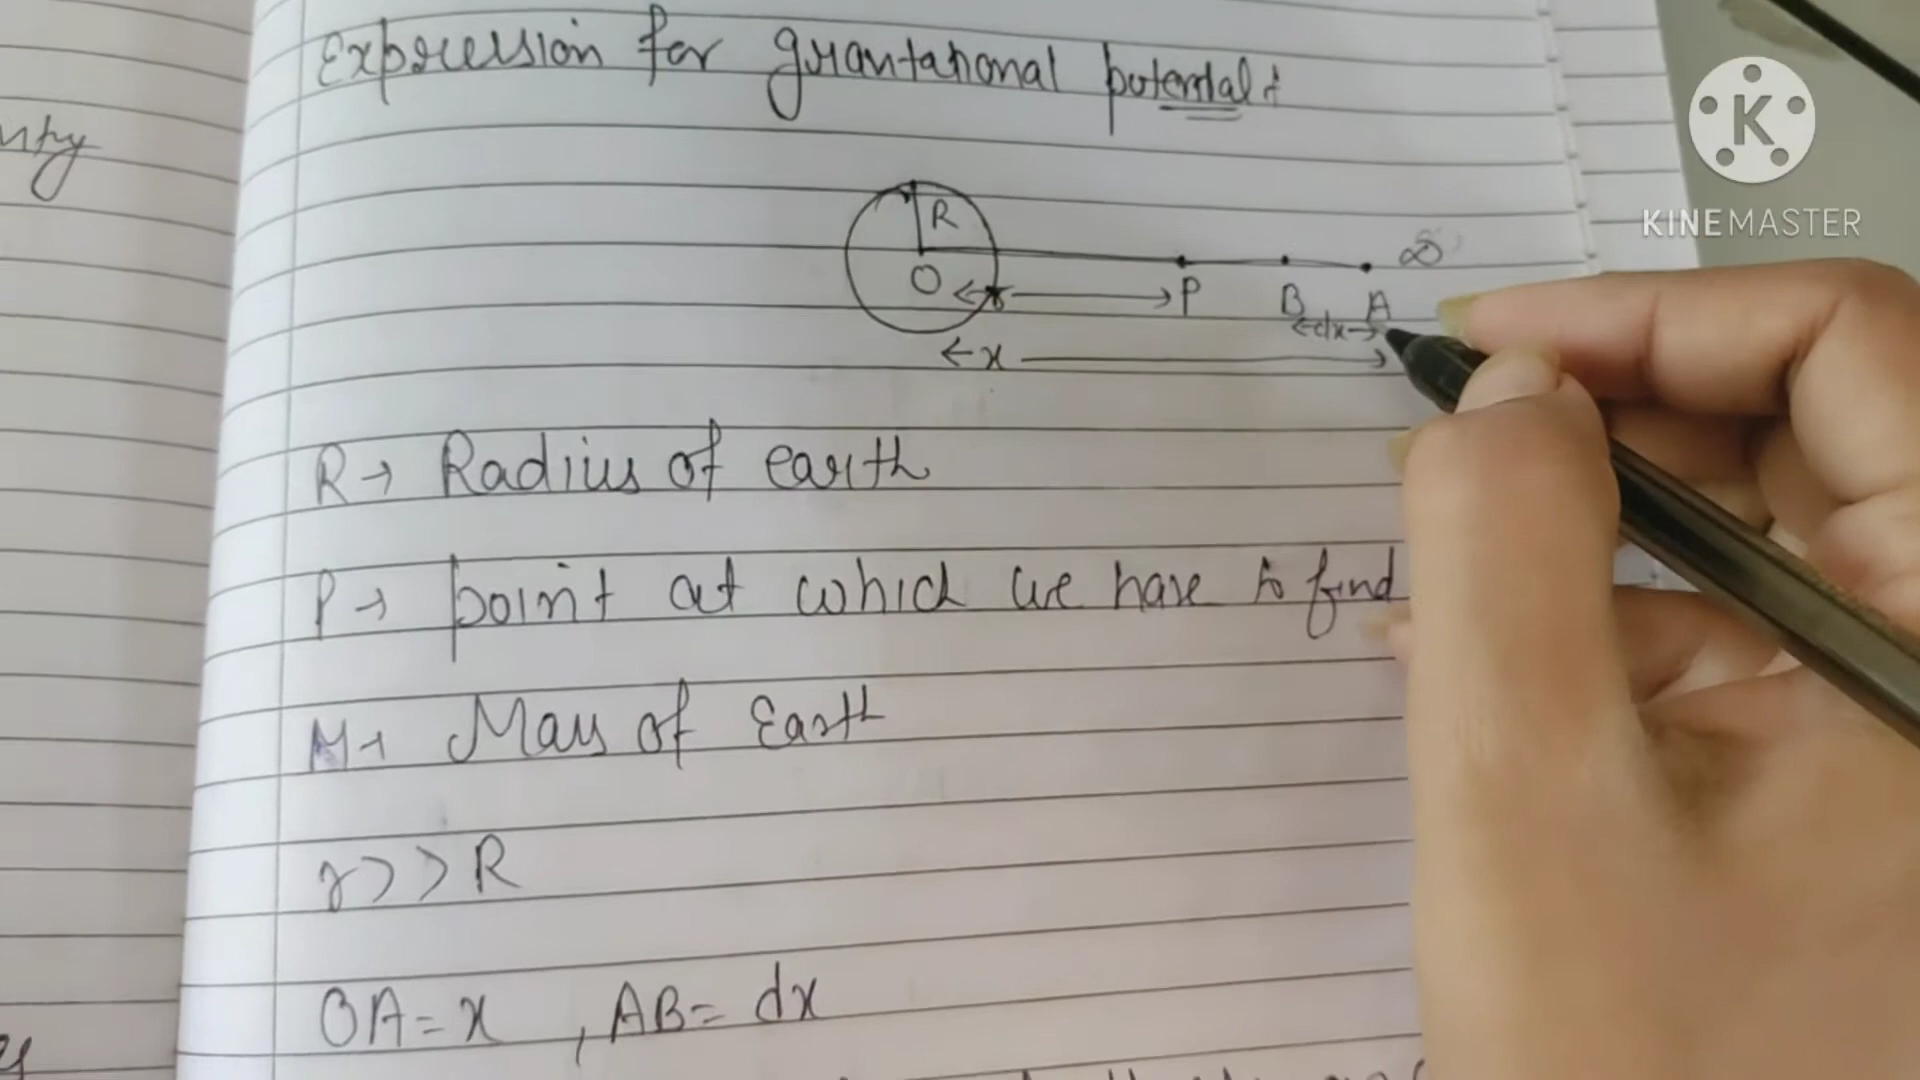 Expression for gravitational potential :
K
KINEMASTER
R
∞
O
r
P
B
A
dx
x
R → Radius of earth
P → point at which we have to find
M → Mass of Earth
r >> R
OA = x , AB = dx